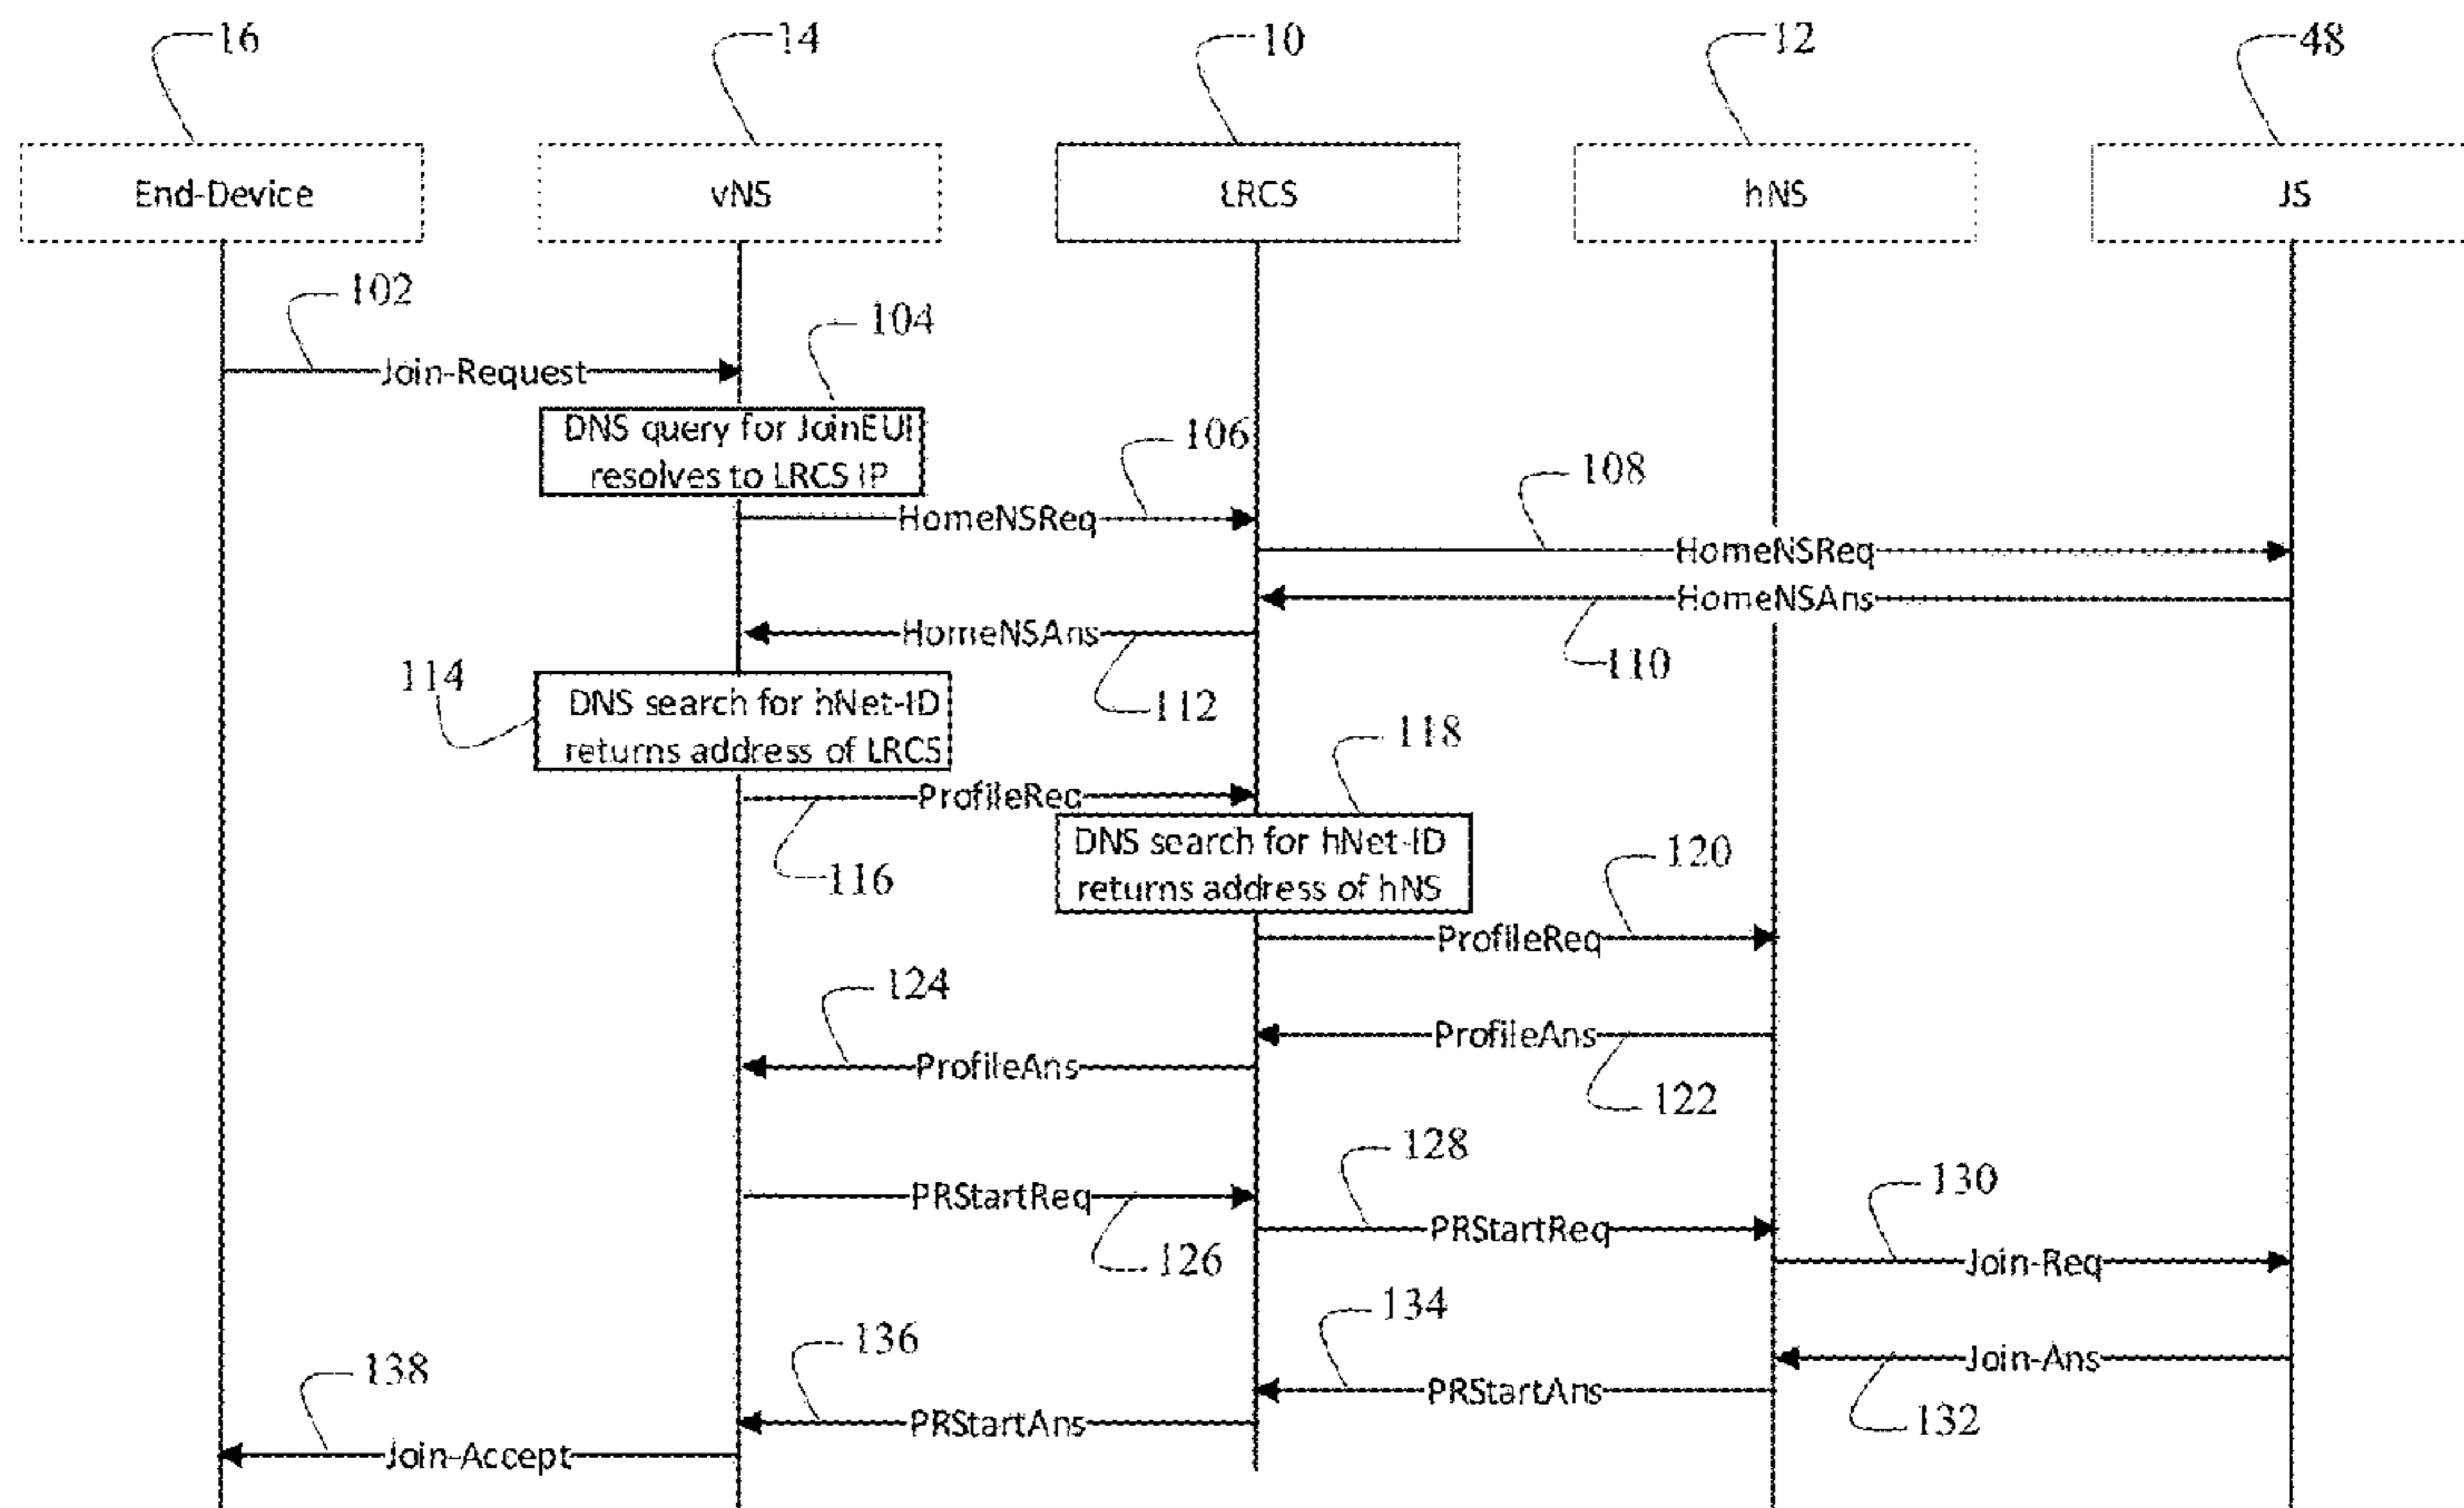 16
14
10
12
48
End-Device
vNS
LRCS
hNS
JS
102
104
Join-Request
DNS query for JoinEUI
resolves to LRCS IP
106
108
HomeNSReq
HomeNSReq
HomeNSAns
HomeNSAns
110
112
114
DNS search for hNet-ID
returns address of LRCS
118
ProfileReq
116
DNS search for hNet-ID
returns address of hNS
120
ProfileReq
124
ProfileAns
ProfileAns
122
128
130
PRStartReq
PRStartReq
126
Join-Req
134
136
138
Join-Ans
PRStartAns
132
PRStartAns
Join-Accept